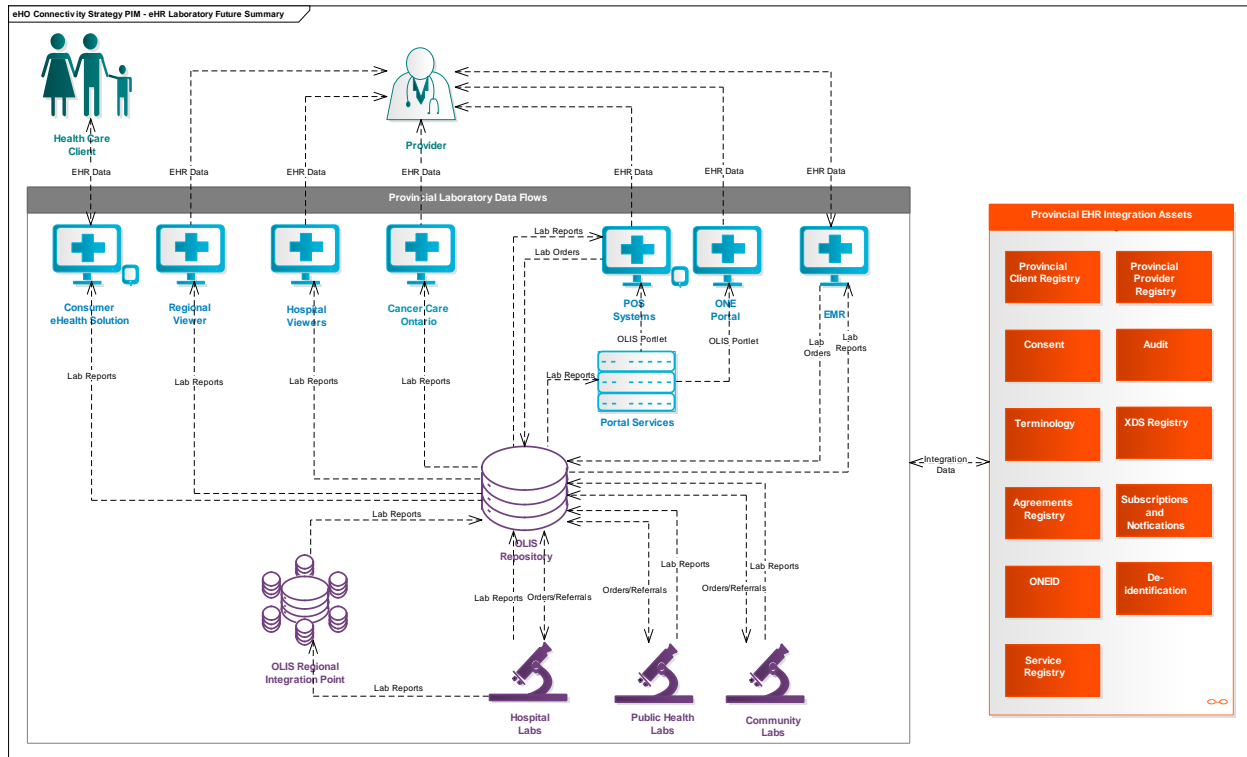 eHO Connectivity Strategy PIM - eHR Laboratory Future Summary
Health Care
Client
Provider
EHR Data
EHR Data
EHR Data
EHR Data
EHR Data
EHR Data
EHR Data
Provincial Laboratory Data Flows
Consumer
eHealth Solution
Regional
Viewer
Hospital
Viewers
Cancer Care
Ontario
Lab Reports
Lab Orders
POS
Systems
ONE
Portal
EMR
OLIS Portlet
OLIS Portlet
Lab
Orders
Lab
Reports
Lab Reports
Lab Reports
Lab Reports
Lab Reports
Lab Reports
Portal Services
OLIS
Repository
Lab Reports
OLIS Regional
Integration Point
Lab Reports
Lab Reports
Orders/Referrals
Orders/Referrals
Lab Reports
Orders/Referrals
Lab Reports
Hospital
Labs
Public Health
Labs
Community
Labs
Integration
Data
Provincial EHR Integration Assets
Provincial
Client Registry
Provincial
Provider
Registry
Consent
Audit
Terminology
XDS Registry
Agreements
Registry
Subscriptions
and
Notfications
ONEID
De-
identification
Service
Registry